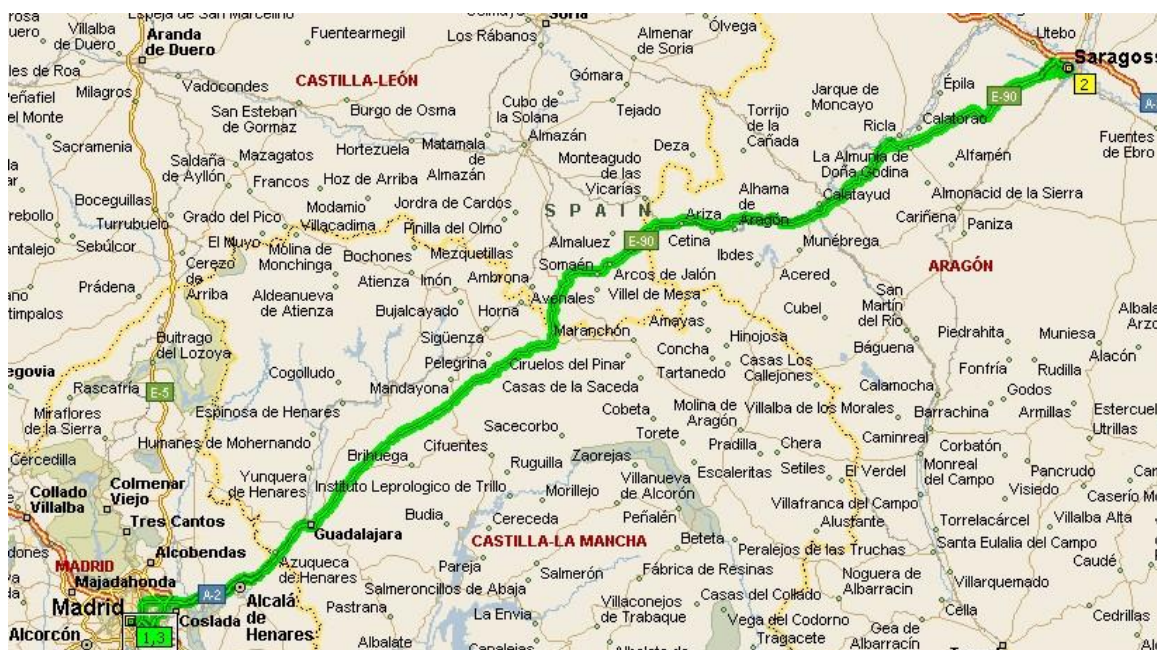 Espeja de San Marcelino
Soria
Ólvega
Utebo
Villalba
de Duero
Aranda
de Duero
Fuentearmegil
Los Rábanos
Almenar
de Soria
Saragoss
2
CASTILLA-LEÓN
Gómara
Épila
E-90
A-
Vadocondes
Milagros
Peñafiel
San Esteban
de Gormaz
Burgo de Osma
Cubo de
la Solana
Tejado
Jarque de
Moncayo
Torrijo
de la
Cañada
Ricla
Calatorao
Fuentes
de Ebro
Sacramenia
Almazán
Hortezuela
Matamala
de
Almazán
Deza
La Almunia de
Doña Godina
Alfamén
Saldaña
de Ayllón
Mazagatos
Francos
Hoz de Arriba
Monteagudo
de las
Vicarías
Alhama
de
Aragón
Calatayud
Almonacid de la Sierra
Boceguillas
Turrubuelo
Grado del Pico
Modamio
Villacadima
Jordra de Cardos
SPAIN
Ariza
Cariñena
Paniza
Sebúlcor
El Muyo
Molina de
Monchinga
Pinilla del Olmo
Mezquetillas
Almaluez
E-90
Cetina
Ibdes
Munébrega
Cerezo
de
Arriba
Bochones
Atienza
Imón
Ambrona
Somaén
Arcos de Jalón
Acered
ARAGÓN
Prádena
Aldeanueva
de Atienza
Bujalcayado
Horna
Avenales
Villel de Mesa
Cubel
San
Martín
del Río
Buitrago
del Lozoya
Sigüenza
Maranchón
Amayas
Hinojosa
Piedrahita
Muniesa
Báguena
Pelegrina
Ciruelos del Pinar
Concha
Casas Los
Callejones
Fonfría
Rudilla
Alacón
Rascafría
E-5
Cogolludo
Mandayona
Casas de la Saceda
Tartanedo
Calamocha
Godos
Miraflores
de la Sierra
Espinosa de Henares
Cobeta
Molina de
Aragón
Villalba de los Morales
Barrachina
Armillas
Estercuel
Utrillas
Cercedilla
Humanes de Mohernando
Brihuega
Cifuentes
Sacecorbo
Torete
Pradilla
Chera
Caminreal
Corbatón
Collado
Villalba
Colmenar
Viejo
Yunquera
de Henares
Instituto Leprologico de Trillo
Ruguilla
Zaorejas
Escaleritas
Setiles
El Verdel
Monreal
del Campo
Pancrudo
Visiedo
Tres Cantos
Morillejo
Villanueva
de Alcorón
Villafranca del Campo
Caserío
Guadalajara
Budia
Cereceda
Peñalén
Alustante
Torrelacárcel
Villalba Alta
Alcobendas
CASTILLA-LA MANCHA
Beteta
Peralejos de las Truchas
Santa Eulalia del Campo
MADRID
Majadahonda
Azuqueca
de Henares
Pareja
Salmerón
Fábrica de Resinas
Noguera de
Albarracin
Villarquemado
Caudé
Madrid
A-2
Coslada
Alcalá
de
Henares
Salmeroncillos de Abaja
Pastrana
La Envia
Villaconejos
de Trabaque
Casas del Collado
Cella
Cedrillas
Alcorcón
1,3
Albalate
Canalejas
Vega del Codorno
Tragacete
Gea de
Albarracín